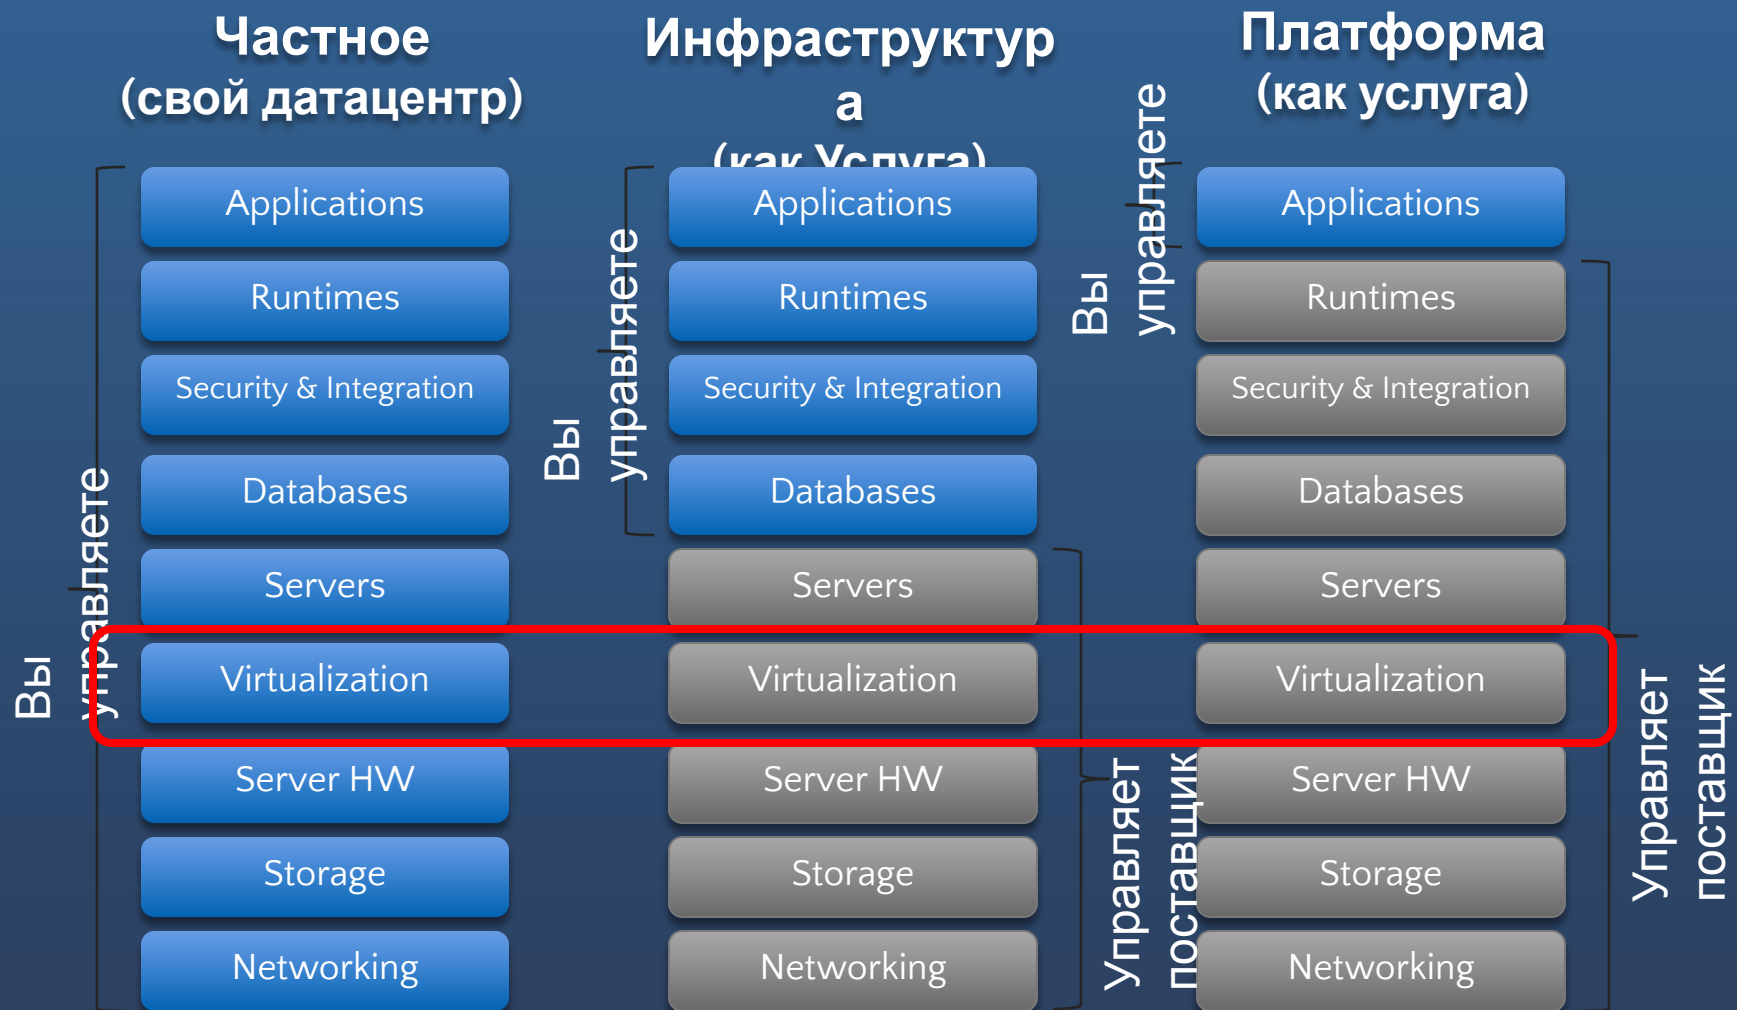 Частное
(свой датацентр)
Вы
управляете
Applications
Runtimes
Security & Integration
Databases
Servers
Virtualization
Server HW
Storage
Networking
Инфраструктур
а
(как Услуга)
Вы
управляете
Applications
Runtimes
Security & Integration
Databases
Servers
Virtualization
Server HW
Storage
Networking
Управляет
поставщик
Платформа
(как услуга)
Вы
управляете
Applications
Runtimes
Security & Integration
Databases
Servers
Virtualization
Server HW
Storage
Networking
Управляет
поставщик